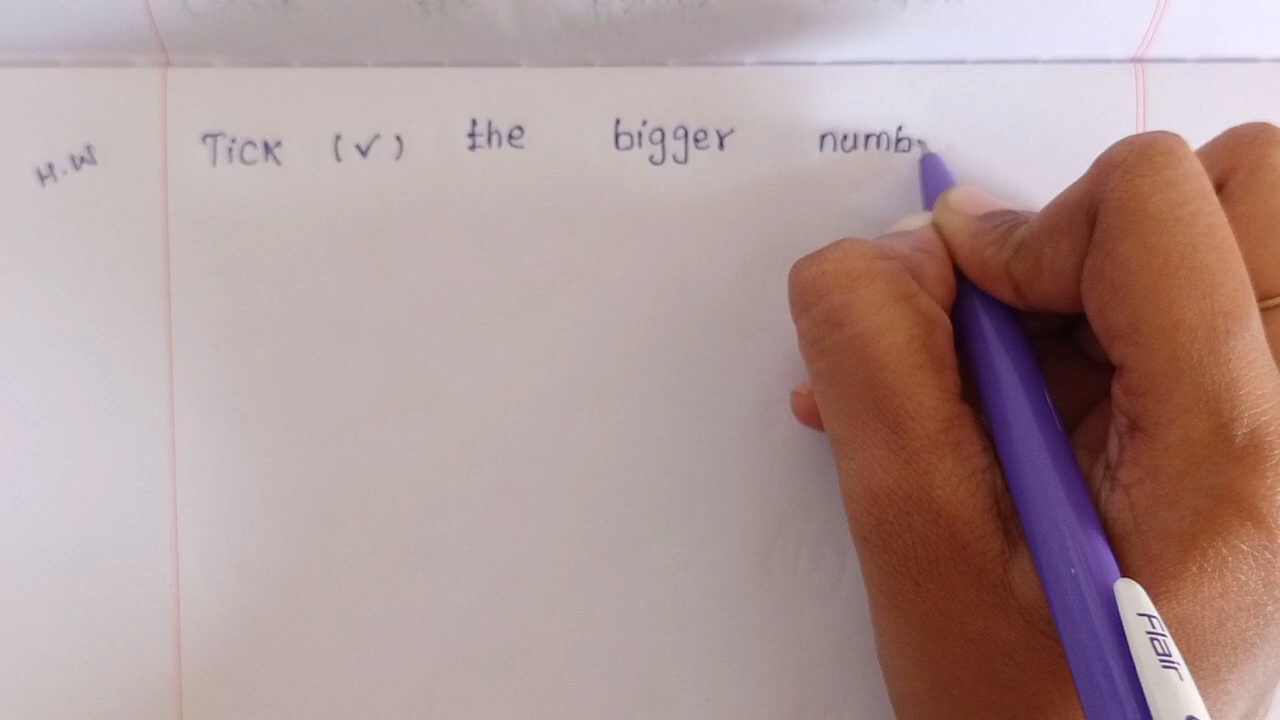 H.W TiCK (✓) the bigger numb
Flair